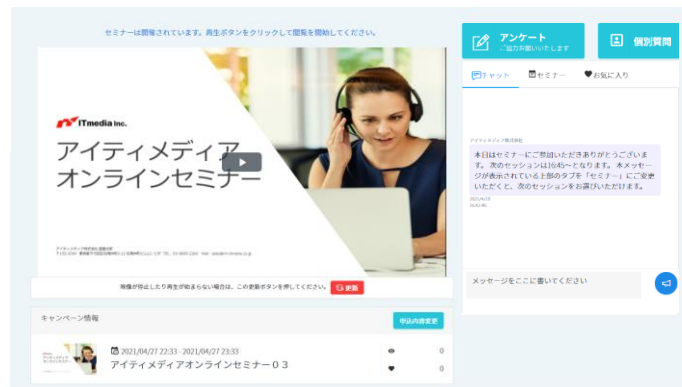 セミナーは開催されています。再生ボタンをクリックして閲覧を開始してください。
ITmedia Inc.
アイティメディア
オンラインセミナー
映像が停止したり再生が始まらない場合は、この更新ボタンを押してください。 更新
キャンペーン情報
申込内容変更
2021/04/27 22:33 - 2021/04/27 23:33
0
アイティメディアオンラインセミナー０３
0
アンケート
ご協力お願いいたします
個別質問
チャット
セミナー
お気に入り
アイティメディア株式会社
本日はセミナーにご参加いただきありがとうございま
す。 次のセッションは16:45～となります。 本メッセー
ジが表示されている上部のタブを「セミナー」にご変更
いただくと、次のセッションをお選びいただけます。
メッセージをここに書いてください